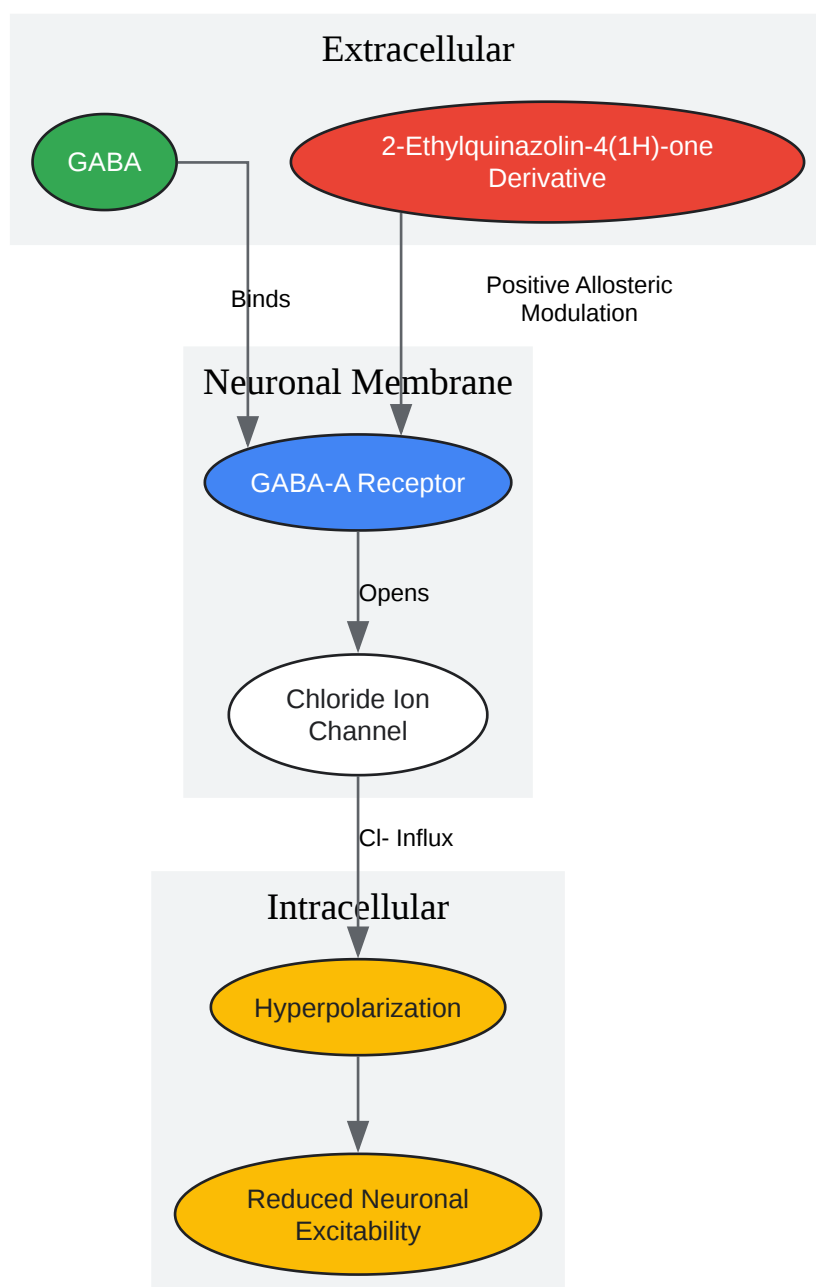 Extracellular
GABA
2-Ethylquinazolin-4(1H)-one
Derivative
Binds
Positive Allosteric
Modulation
Neuronal Membrane
GABA-A Receptor
Opens
Chloride Ion
Channel
Cl- Influx
Intracellular
Hyperpolarization
Reduced Neuronal
Excitability